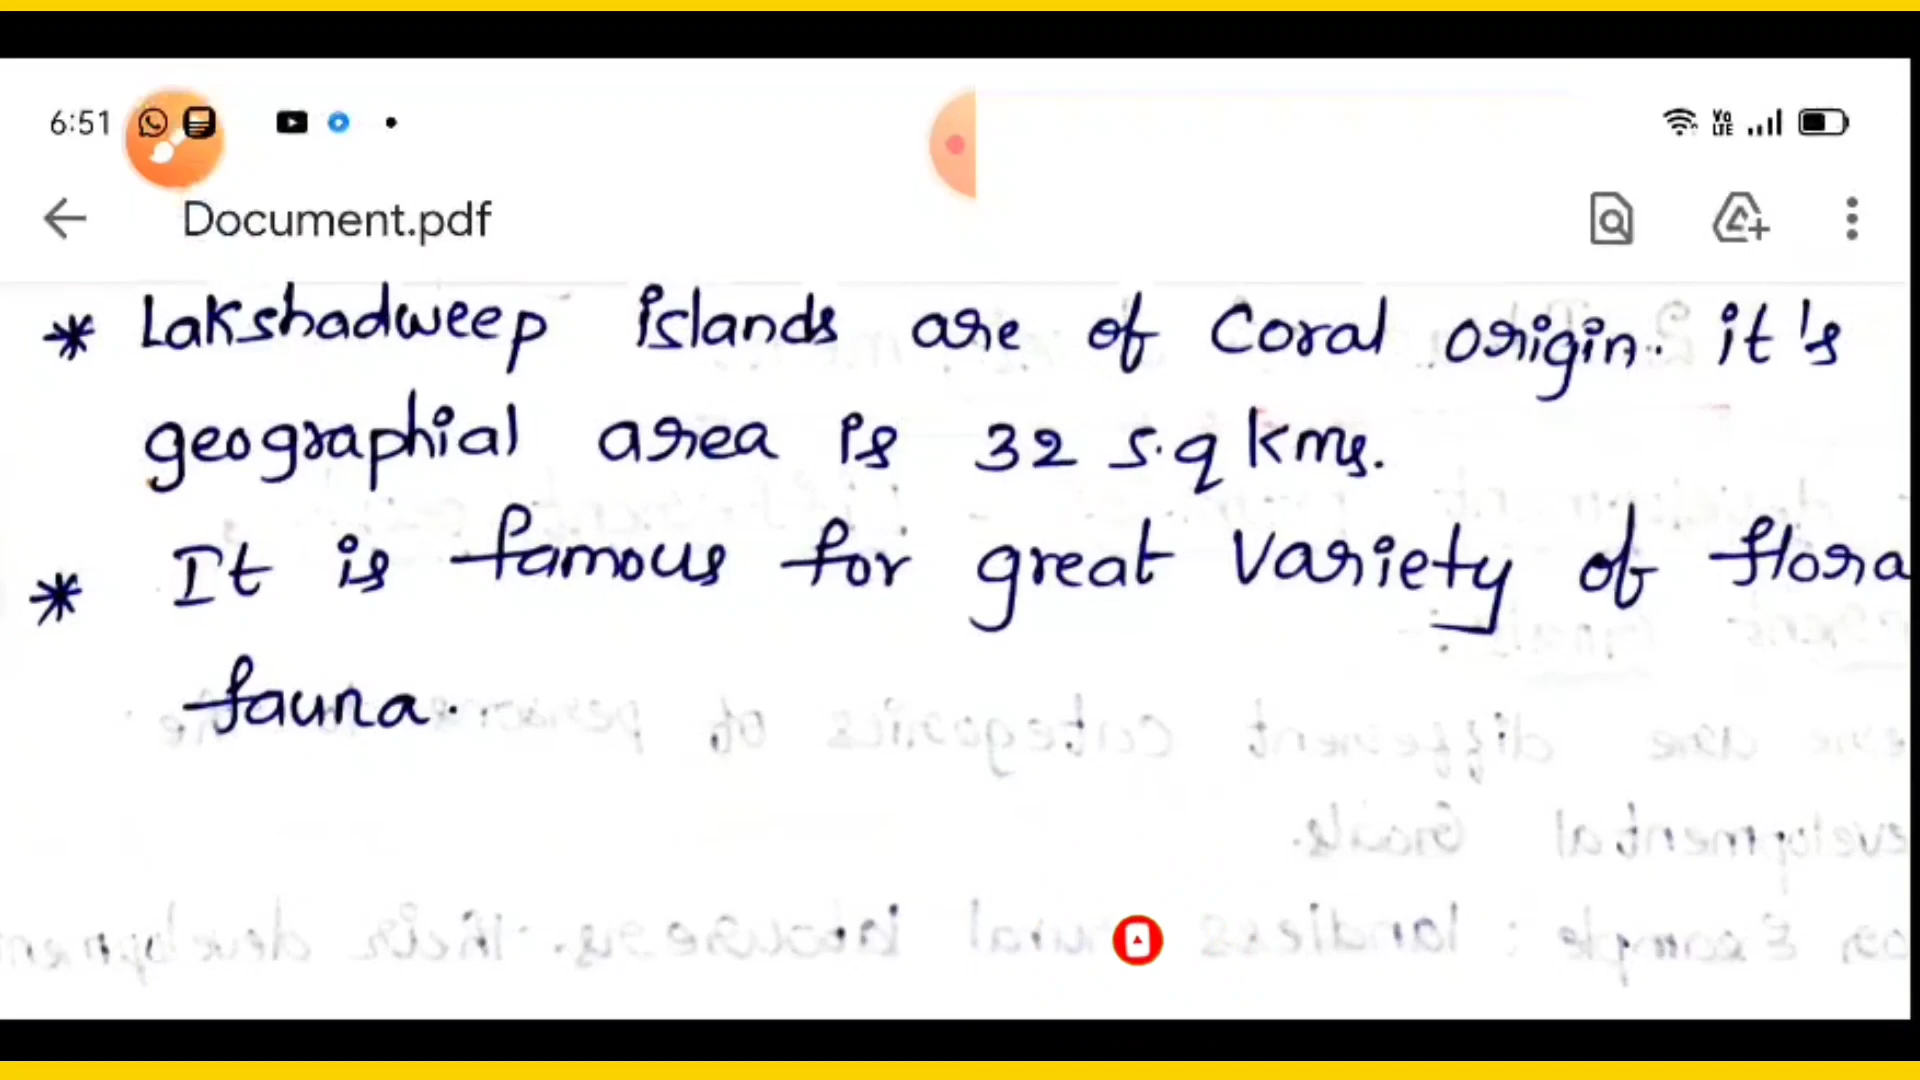 6:51
Document.pdf
* Lakshadweep islands are of Coral origin. it's
geographial area is 32 s.q kms.
* It is famous for great variety of flora
fauna.